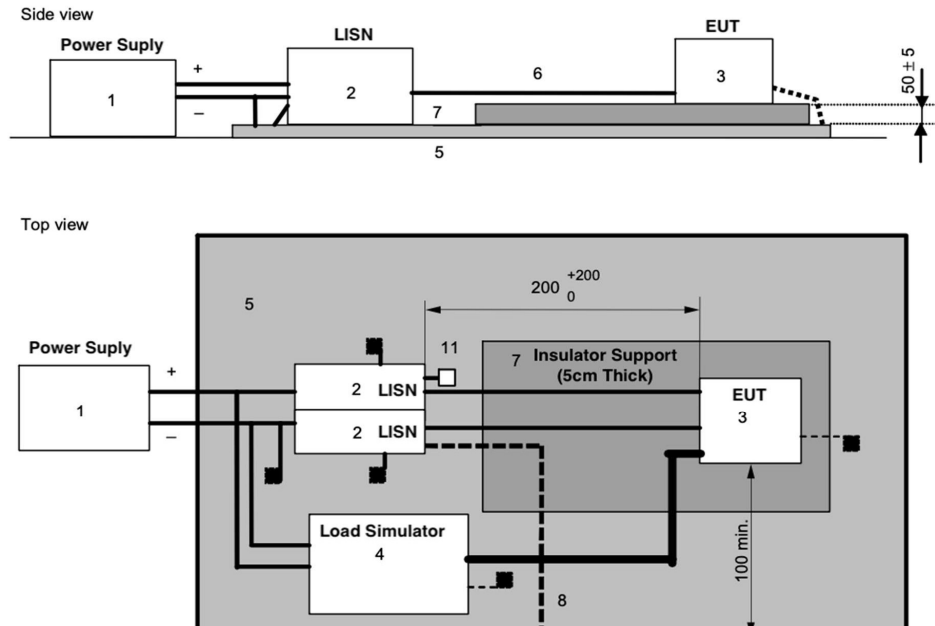 Side view
Power Suply
LISN
EUT
+
−
1
2
6
3
7
5
50 ± 5
Top view
200 +200 0
5
Power Suply
+
−
1
11
7 Insulator Support
(5cm Thick)
2 LISN
2 LISN
EUT
3
Load Simulator
4
8
100 min.